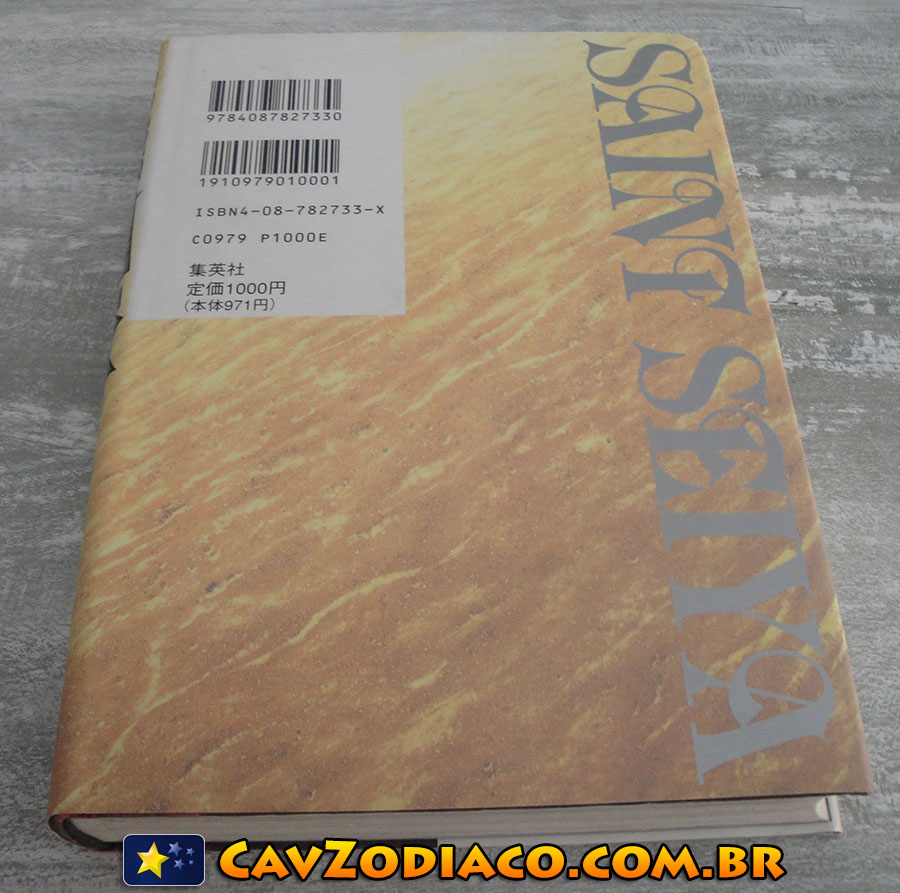 9784087827330
1910979010001
ISBN4-08-782733-X
C0979 P1000E
集英社
定価1000円
(本体971円)
SAINT SEIYA
CavZodiaco.com.br